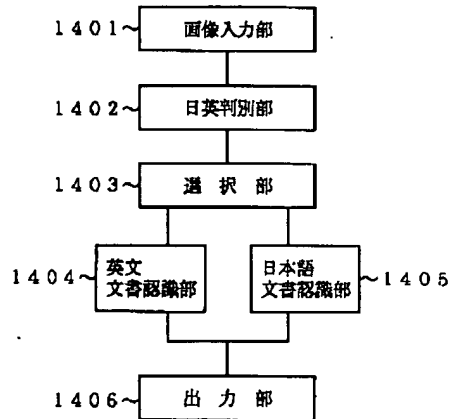 1401~ 画像入力部
1402~ 日英判別部
1403~ 選択部
1404~ 英文
文書認識部
日本語
文書認識部 ~1405
1406~ 出力部